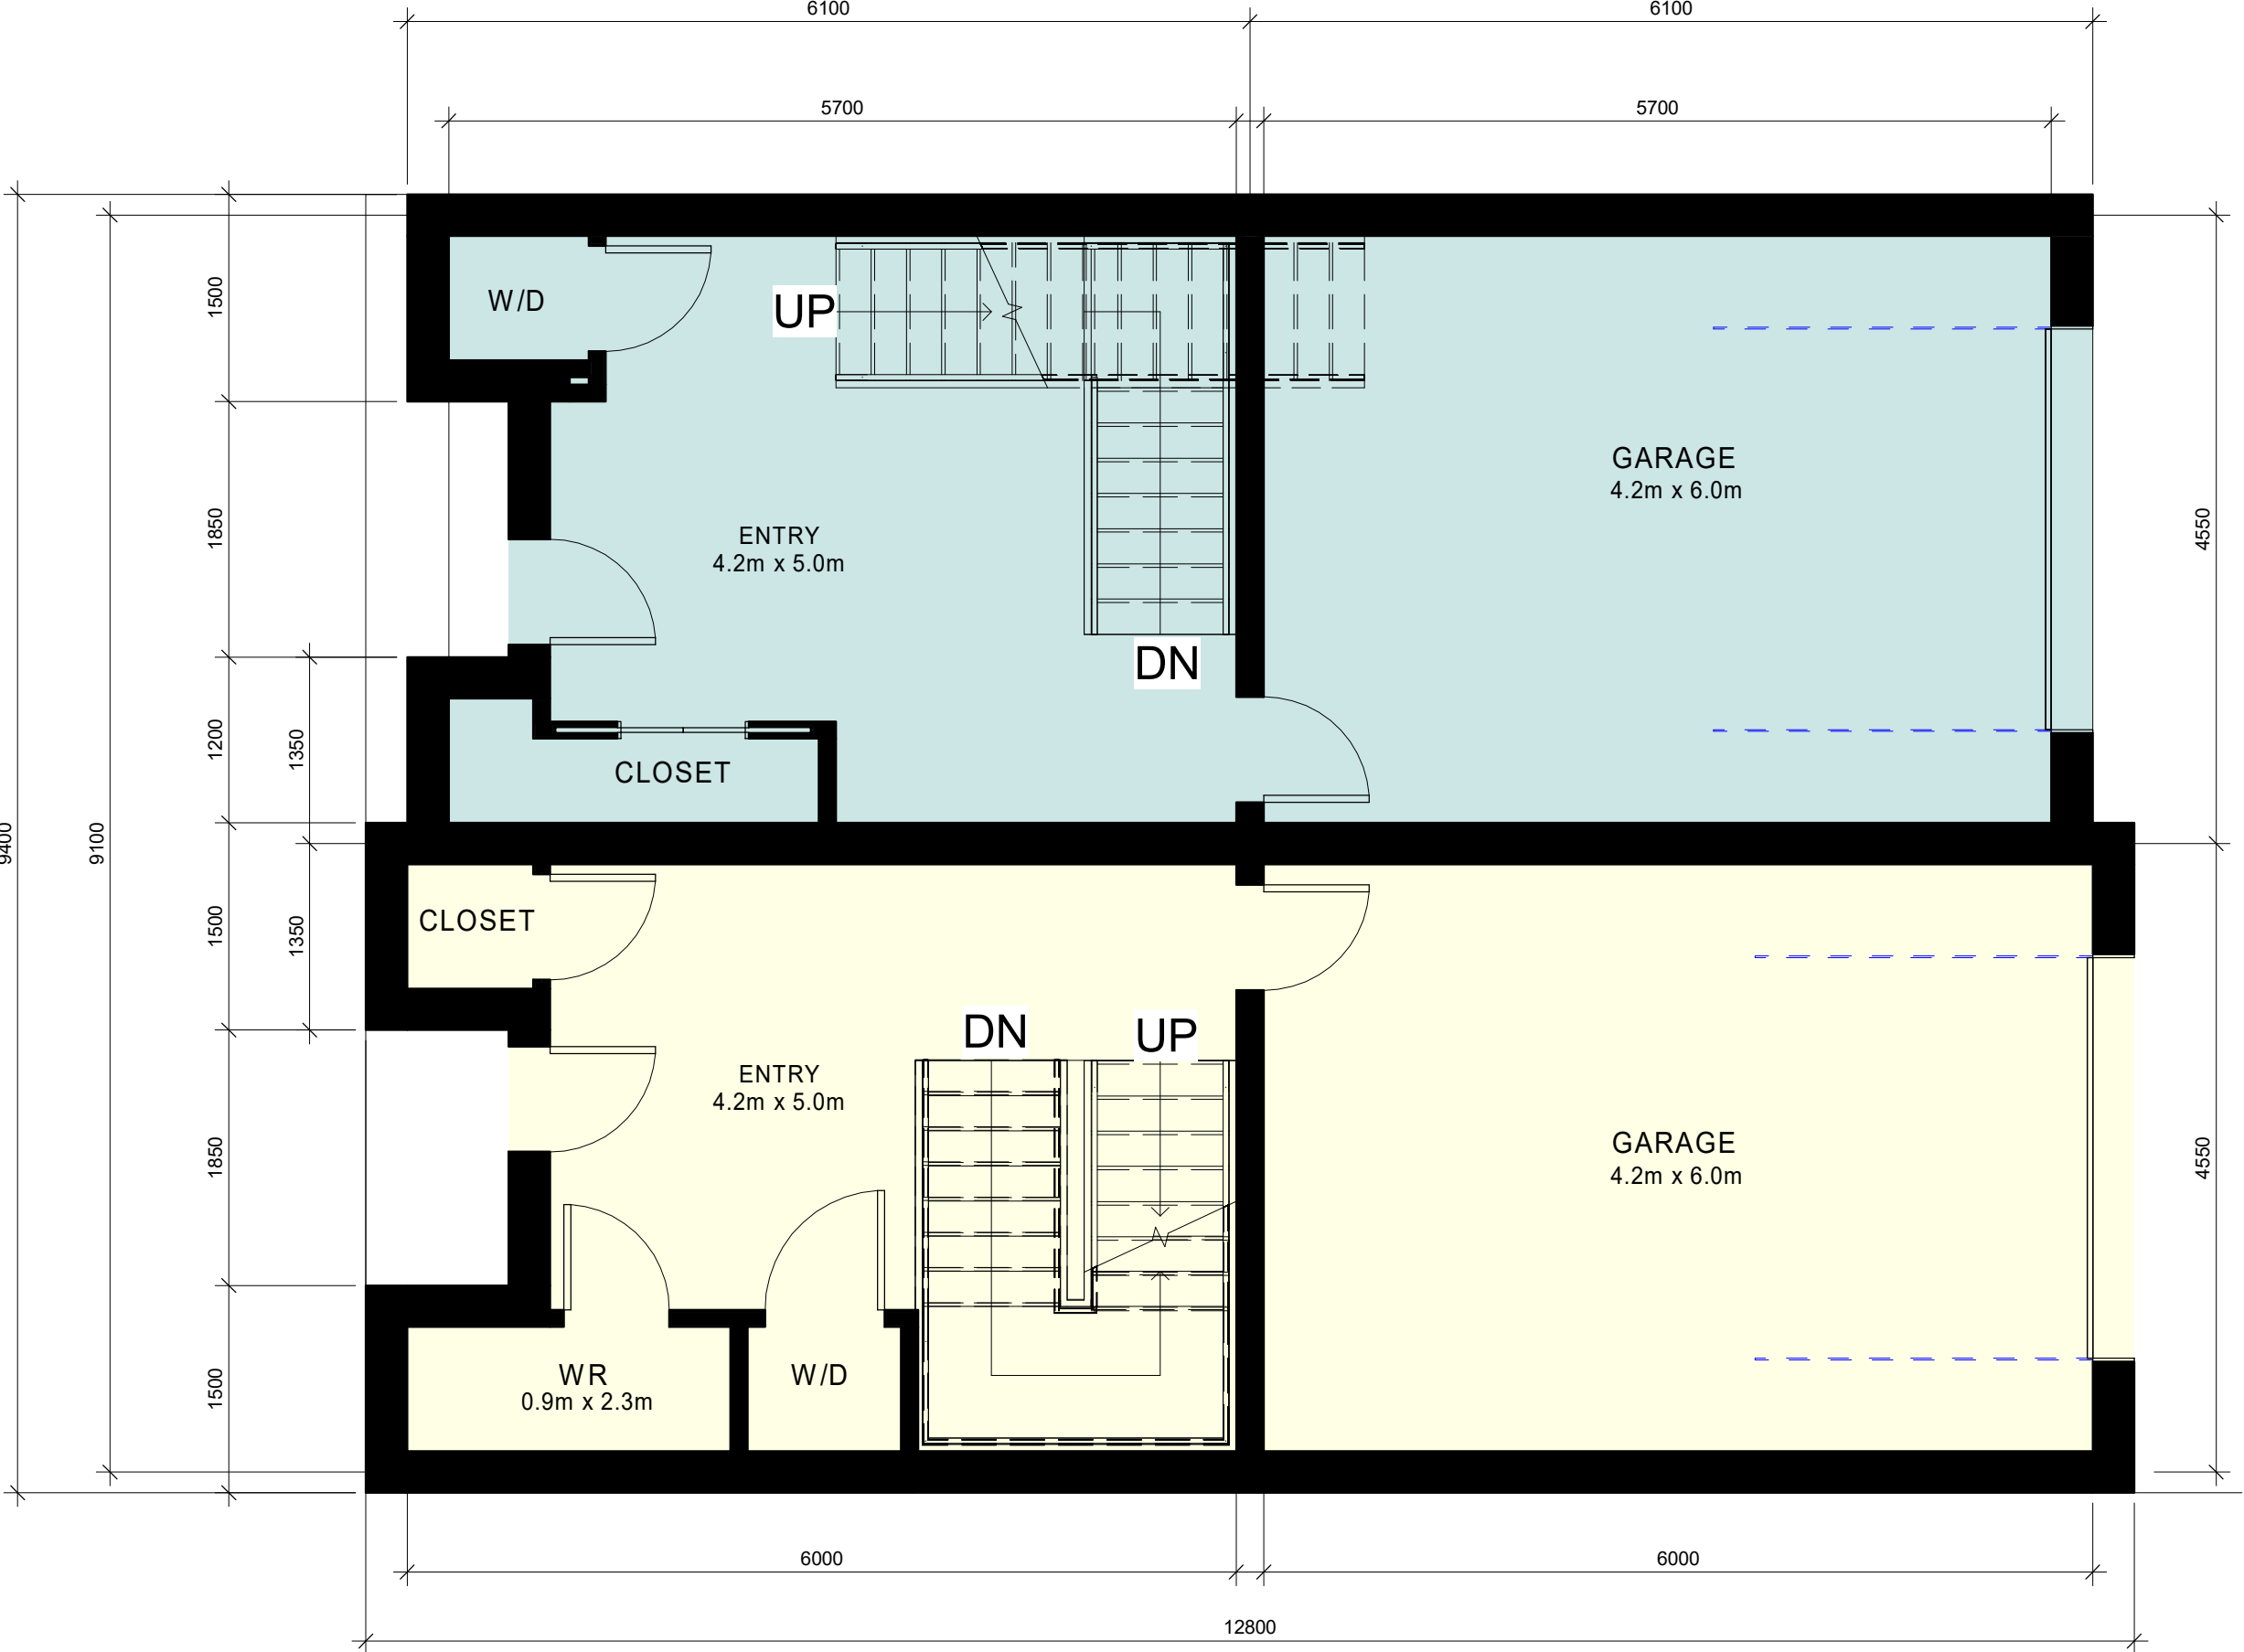 6100
6100
5700
5700
1500
W/D
UP
GARAGE
4.2m x 6.0m
ENTRY
4.2m x 5.0m
1850
4550
DN
1200
1350
CLOSET
9400
9100
1500
1350
CLOSET
DN
UP
ENTRY
4.2m x 5.0m
GARAGE
4.2m x 6.0m
1850
4550
WR
0.9m x 2.3m
W/D
1500
6000
6000
12800